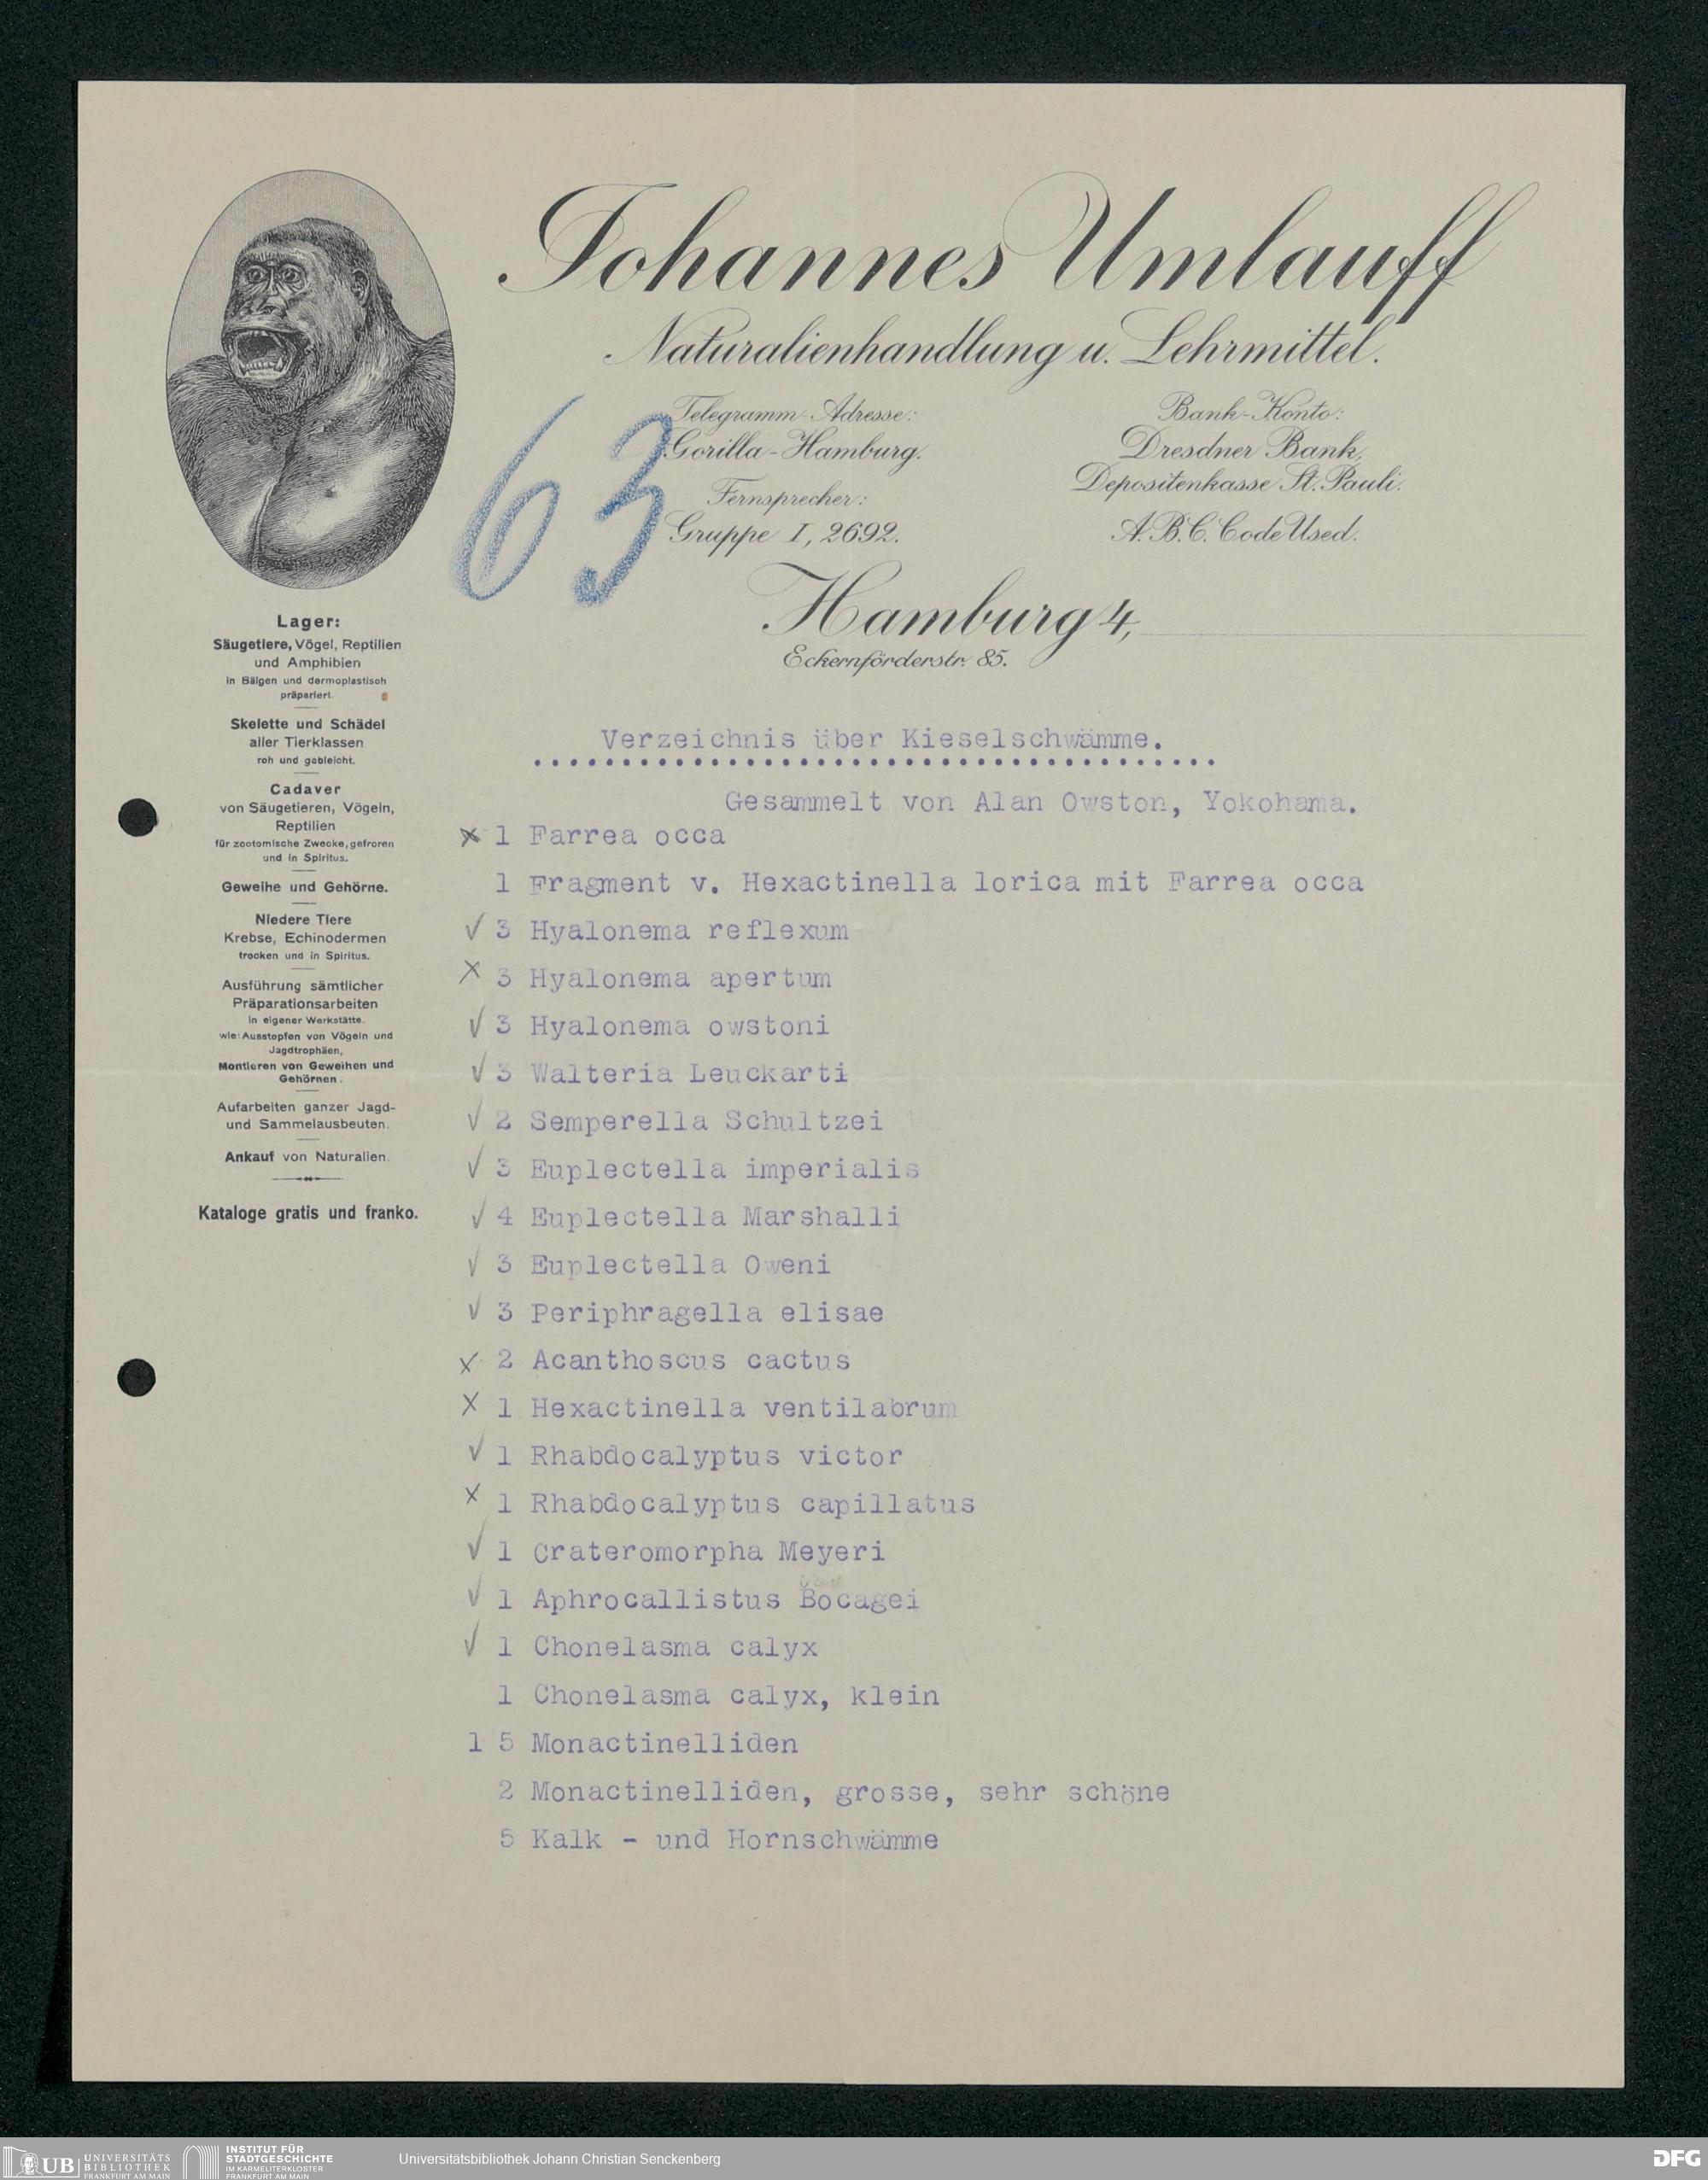 Johannes Umlauff
Naturalienhandlung u. Lehrmittel.
Telegramm-Adresse:
Gorilla-Hamburg.
Fernsprecher:
Gruppe I, 2692.
Bank-Konto:
Dresdner Bank,
Depositenkasse St. Pauli.
A.B.C. Code Used.
63
Hamburg 4,
Eckernförderstr. 85.
Lager:
Säugetiere, Vögel, Reptilien
und Amphibien
in Bälgen und dermoplastisch
präpariert.
Skelette und Schädel
aller Tierklassen
roh und gebleicht.
Cadaver
von Säugetieren, Vögeln,
Reptilien
für zootomische Zwecke, gefroren
und in Spiritus.
Geweihe und Gehörne.
Niedere Tiere
Krebse, Echinodermen
trocken und in Spiritus.
Ausführung sämtlicher
Präparationsarbeiten
in eigener Werkstätte.
wie: Ausstopfen von Vögeln und
Jagdtrophäen,
Montieren von Geweihen und
Gehörnen.
Aufarbeiten ganzer Jagd-
und Sammelausbeuten.
Ankauf von Naturalien.
Kataloge gratis und franko.
Verzeichnis über Kieselschwämme.
......................................
Gesammelt von Alan Owston, Yokohama.
x 1 Farrea occa
1 Fragment v. Hexactinella lorica mit Farrea occa
√ 3 Hyalonema reflexum
x 3 Hyalonema apertum
√ 3 Hyalonema owstoni
√ 3 Walteria Leuckarti
√ 2 Semperella Schultzei
√ 3 Euplectella imperialis
√ 4 Euplectella Marshalli
√ 3 Euplectella Oweni
√ 3 Periphragella elisae
x 2 Acanthoscus cactus
x 1 Hexactinella ventilabrum
√ 1 Rhabdocalyptus victor
x 1 Rhabdocalyptus capillatus
√ 1 Crateromorpha Meyeri
√ 1 Aphrocallistus Bocagei
√ 1 Chonelasma calyx
1 Chonelasma calyx, klein
1 5 Monactinelliden
2 Monactinelliden, grosse, sehr schöne
5 Kalk - und Hornschwämme
UB UNIVERSITÄTS
BIBLIOTHEK
FRANKFURT AM MAIN
INSTITUT FÜR
STADTGESCHICHTE
IM KARMELITERKLOSTER
FRANKFURT AM MAIN
Universitätsbibliothek Johann Christian Senckenberg
DFG